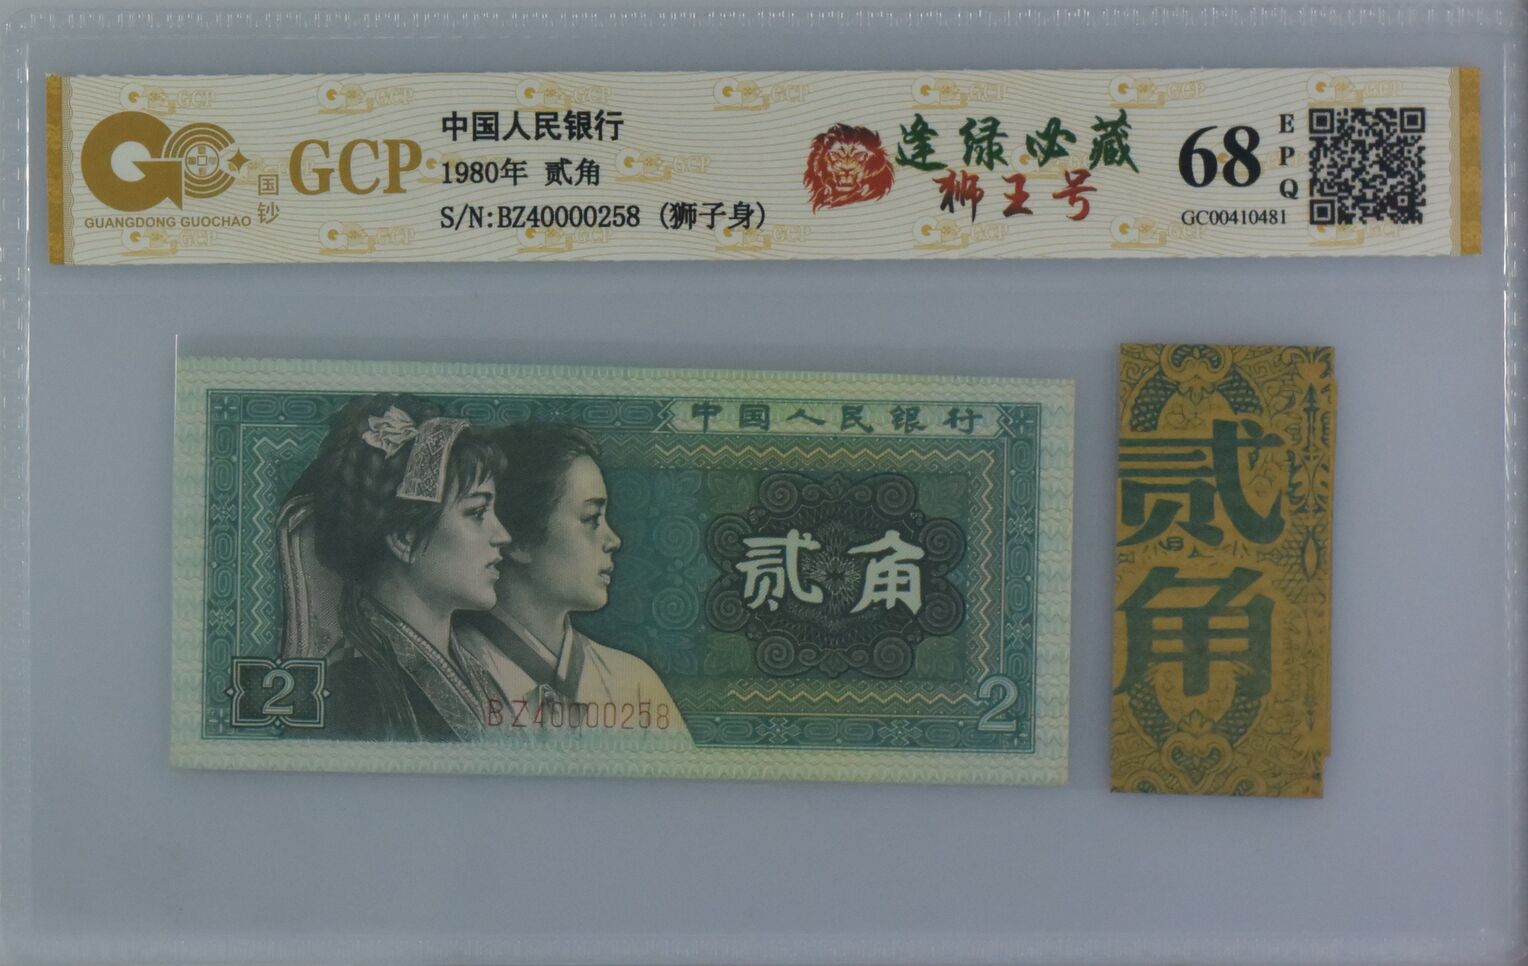 GCP
国钞
GUANGDONG GUOCHAO
中国人民银行
1980年 贰角
S/N:BZ40000258 (狮子身)
逢绿必藏
狮王号
68
EPQ
GC00410481
中国人民银行
贰角
2
BZ40000258
2
贰角